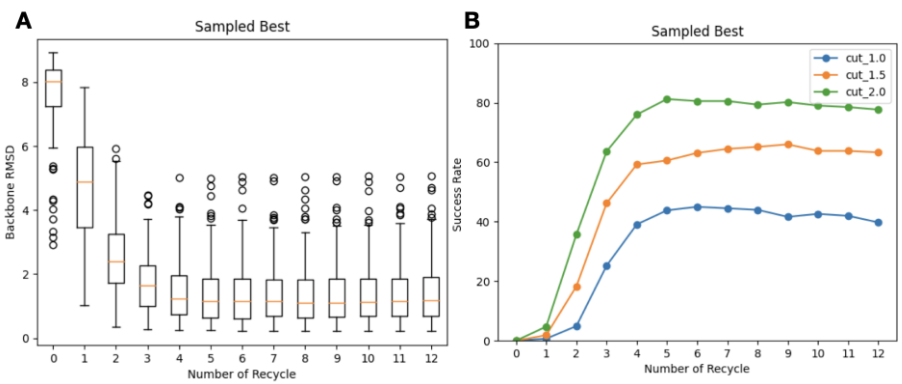 A
Sampled Best
Backbone RMSD
8
6
4
2
0
0 1 2 3 4 5 6 7 8 9 10 11 12
Number of Recycle
B
Sampled Best
Success Rate
100
80
60
40
20
0
cut_1.0
cut_1.5
cut_2.0
0 1 2 3 4 5 6 7 8 9 10 11 12
Number of Recycle